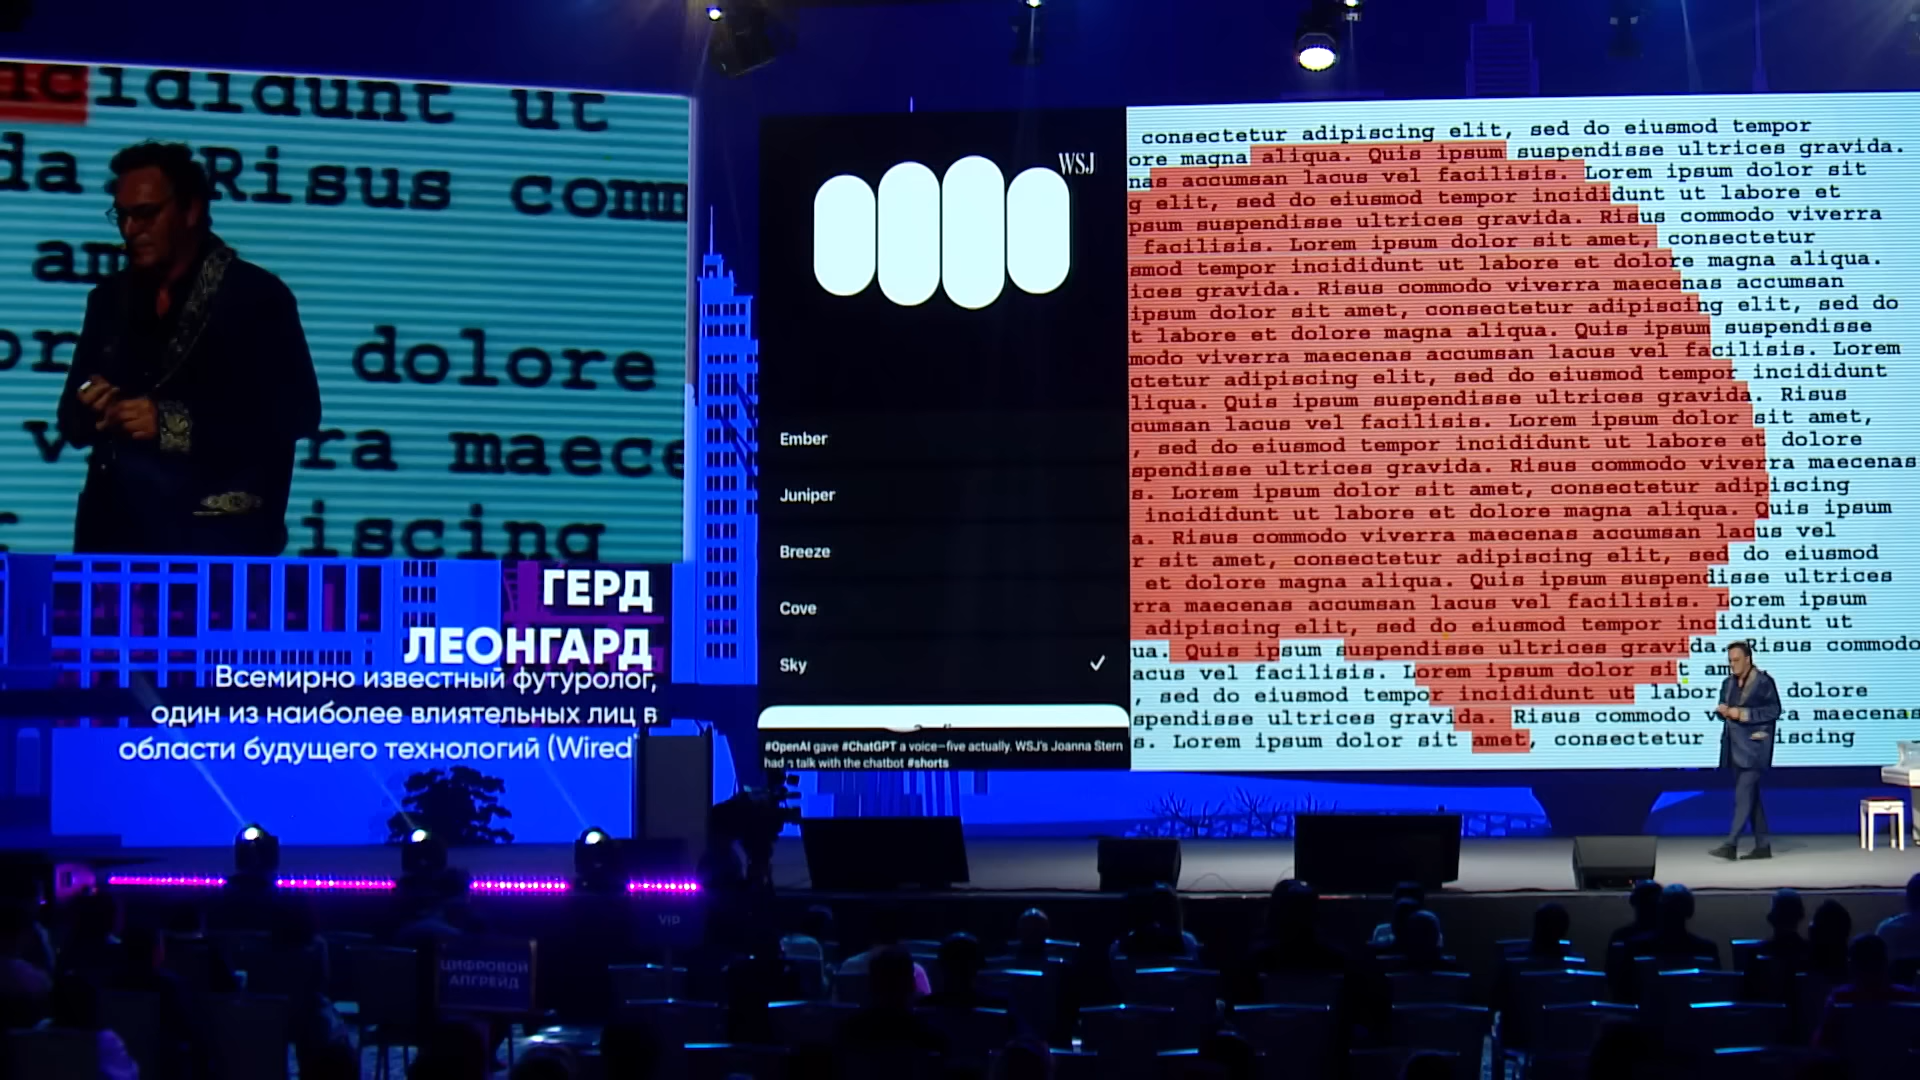 incididunt ut
da. Risus comm
am
dolore
viverra maece
iscing
ГЕРД
ЛЕОНГАРД
Всемирно известный футуролог,
один из наиболее влиятельных лиц в
области будущего технологий (Wired
WSJ
Ember
Juniper
Breeze
Cove
Sky
#OpenAI gave #ChatGPT a voice—five actually. WSJ's Joanna Stern
had a talk with the chatbot #shorts
consectetur adipiscing elit, sed do eiusmod tempor
ore magna aliqua. Quis ipsum suspendisse ultrices gravida.
nas accumsan lacus vel facilisis. Lorem ipsum dolor sit
g elit, sed do eiusmod tempor incididunt ut labore et
psum suspendisse ultrices gravida. Risus commodo viverra
facilisis. Lorem ipsum dolor sit amet, consectetur
smod tempor incididunt ut labore et dolore magna aliqua.
ices gravida. Risus commodo viverra maecenas accumsan
ipsum dolor sit amet, consectetur adipiscing elit, sed do
t labore et dolore magna aliqua. Quis ipsum suspendisse
modo viverra maecenas accumsan lacus vel facilisis. Lorem
ctetur adipiscing elit, sed do eiusmod tempor incididunt
liqua. Quis ipsum suspendisse ultrices gravida. Risus
cumsan lacus vel facilisis. Lorem ipsum dolor sit amet,
, sed do eiusmod tempor incididunt ut labore et dolore
spendisse ultrices gravida. Risus commodo viverra maecenas
s. Lorem ipsum dolor sit amet, consectetur adipiscing
incididunt ut labore et dolore magna aliqua. Quis ipsum
a. Risus commodo viverra maecenas accumsan lacus vel
r sit amet, consectetur adipiscing elit, sed do eiusmod
et dolore magna aliqua. Quis ipsum suspendisse ultrices
rra maecenas accumsan lacus vel facilisis. Lorem ipsum
adipiscing elit, sed do eiusmod tempor incididunt ut
ua. Quis ipsum suspendisse ultrices gravida. Risus commodo
acus vel facilisis. Lorem ipsum dolor sit am
, sed do eiusmod tempor incididunt ut labor dolore
spendisse ultrices gravida. Risus commodo v ra maecenas
s. Lorem ipsum dolor sit amet, consectetur iscing
VIP
ЦИФРОВОЙ
АПГРЕЙД